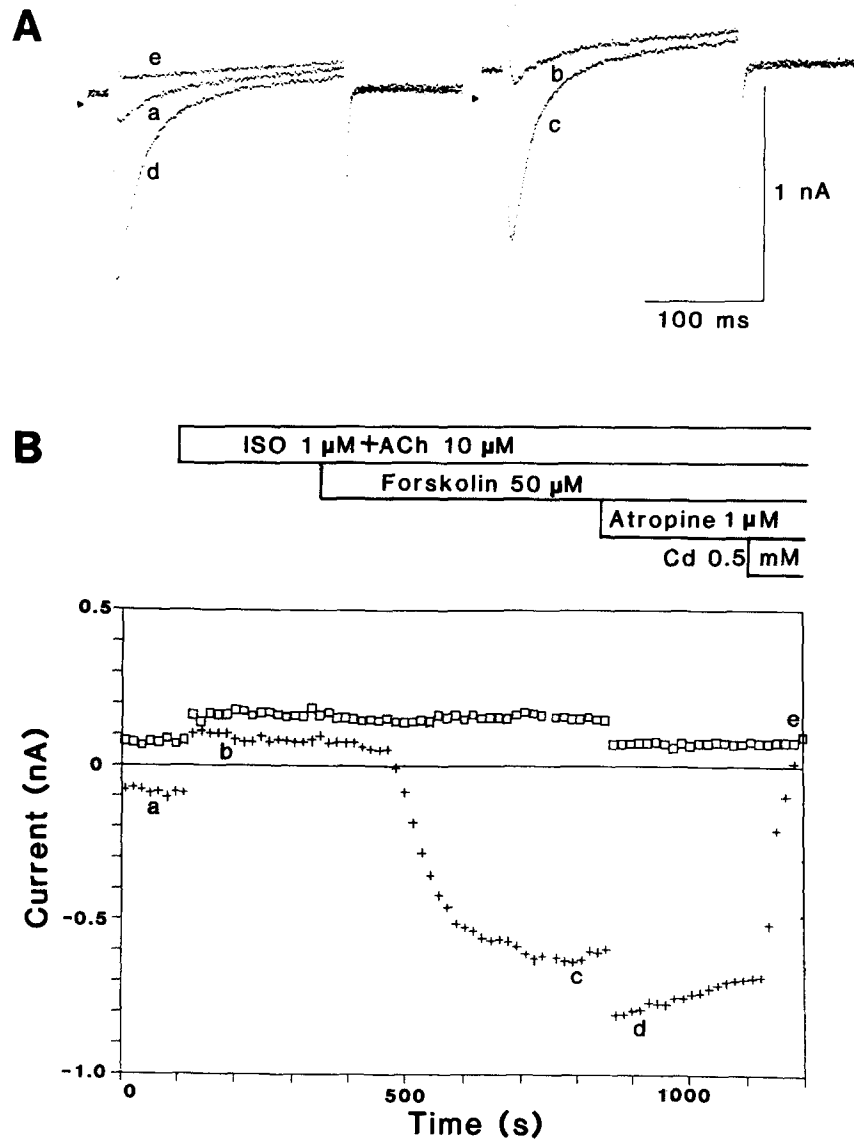 A
e
a
d
b
c
1 nA
100 ms
B
ISO 1 µM+ACh 10 µM
Forskolin 50 µM
Atropine 1 µM
Cd 0.5 mM
0.5
0
-0.5
-1.0
Current (nA)
a
b
c
d
e
0
500
1000
Time (s)